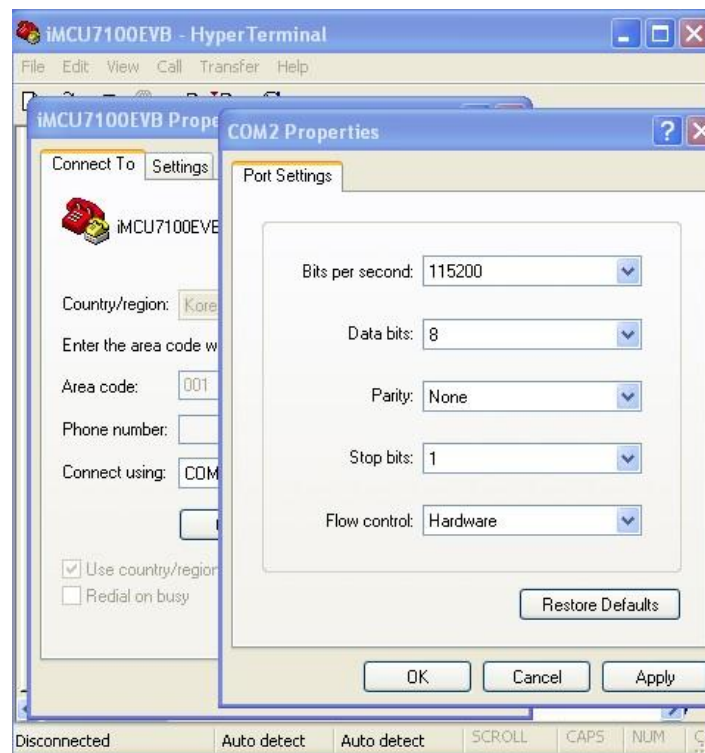 iMCU7100EVB - HyperTerminal
File Edit View Call Transfer Help
iMCU7100EVB Prope
Connect To Settings
iMCU7100EVE
Country/region: Kore
Enter the area code w
Area code: 001
Phone number:
Connect using: COM
Use country/region
Redial on busy
COM2 Properties
Port Settings
Bits per second: 115200
Data bits: 8
Parity: None
Stop bits: 1
Flow control: Hardware
Restore Defaults
OK Cancel Apply
Disconnected Auto detect Auto detect SCROLL CAPS NUM